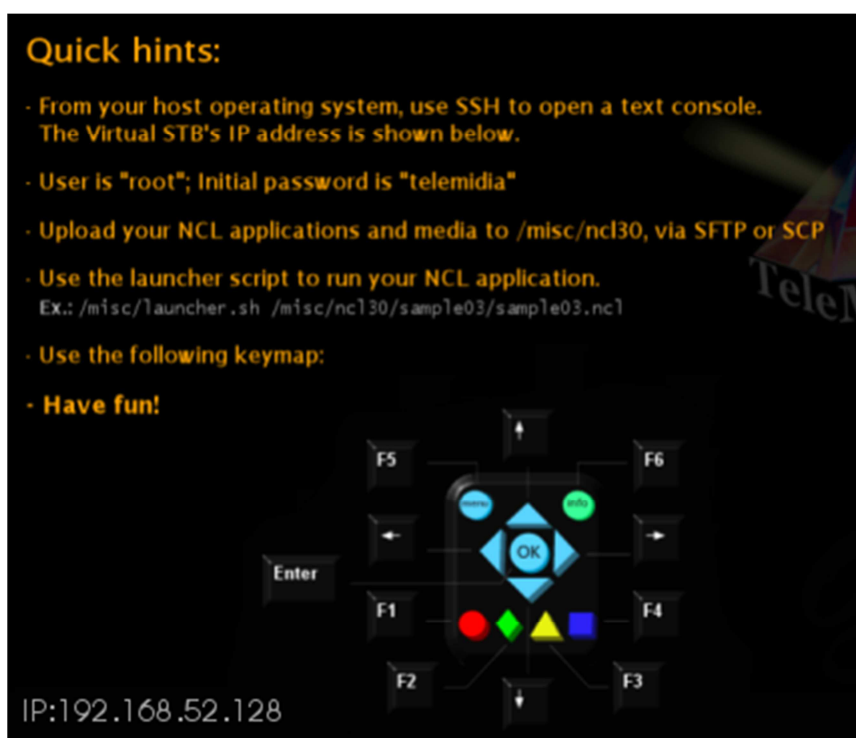 Quick hints:
- From your host operating system, use SSH to open a text console.
The Virtual STB's IP address is shown below.
- User is "root"; Initial password is "telemidia"
- Upload your NCL applications and media to /misc/ncl30, via SFTP or SCP
- Use the launcher script to run your NCL application.
Ex.: /misc/launcher.sh /misc/ncl30/sample03/sample03.ncl
- Use the following keymap:
- Have fun!
TeleM
↑
F5
F6
menu
info
←
→
OK
Enter
F1
F4
F2
F3
↓
IP:192.168.52.128